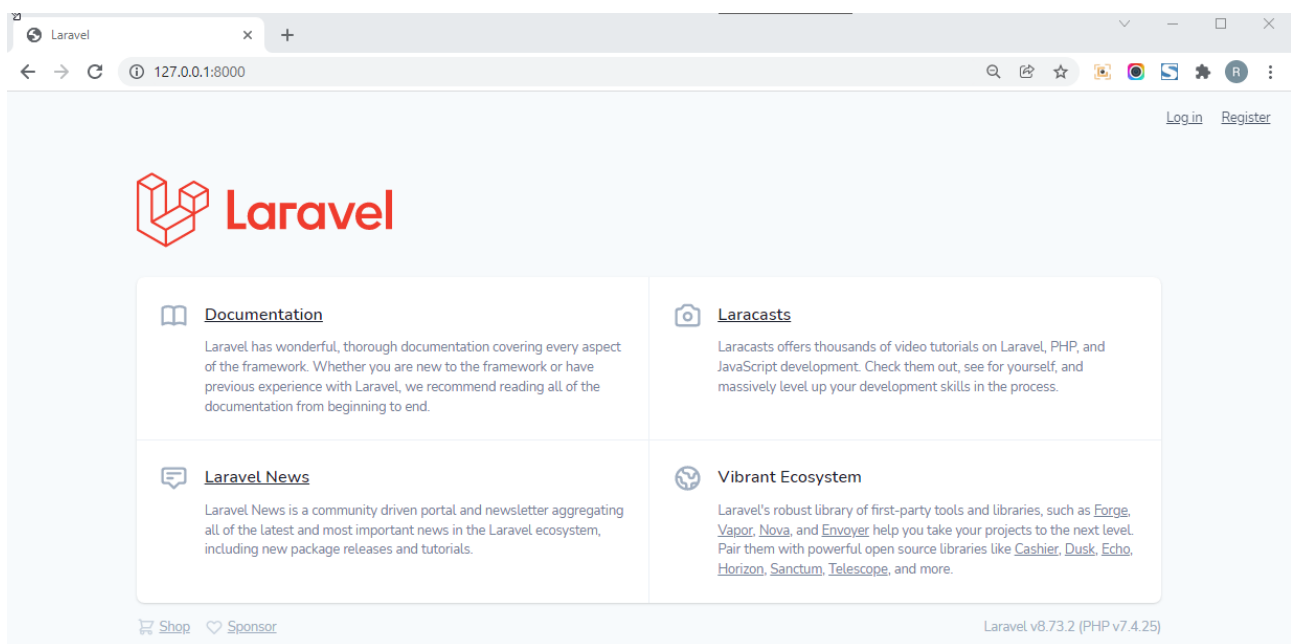 Laravel
127.0.0.1:8000
R
Log in Register
Laravel
Documentation
Laravel has wonderful, thorough documentation covering every aspect
of the framework. Whether you are new to the framework or have
previous experience with Laravel, we recommend reading all of the
documentation from beginning to end.
Laracasts
Laracasts offers thousands of video tutorials on Laravel, PHP, and
JavaScript development. Check them out, see for yourself, and
massively level up your development skills in the process.
Laravel News
Laravel News is a community driven portal and newsletter aggregating
all of the latest and most important news in the Laravel ecosystem,
including new package releases and tutorials.
Vibrant Ecosystem
Laravel's robust library of first-party tools and libraries, such as Forge,
Vapor, Nova, and Envoyer help you take your projects to the next level.
Pair them with powerful open source libraries like Cashier, Dusk, Echo,
Horizon, Sanctum, Telescope, and more.
Shop Sponsor
Laravel v8.73.2 (PHP v7.4.25)